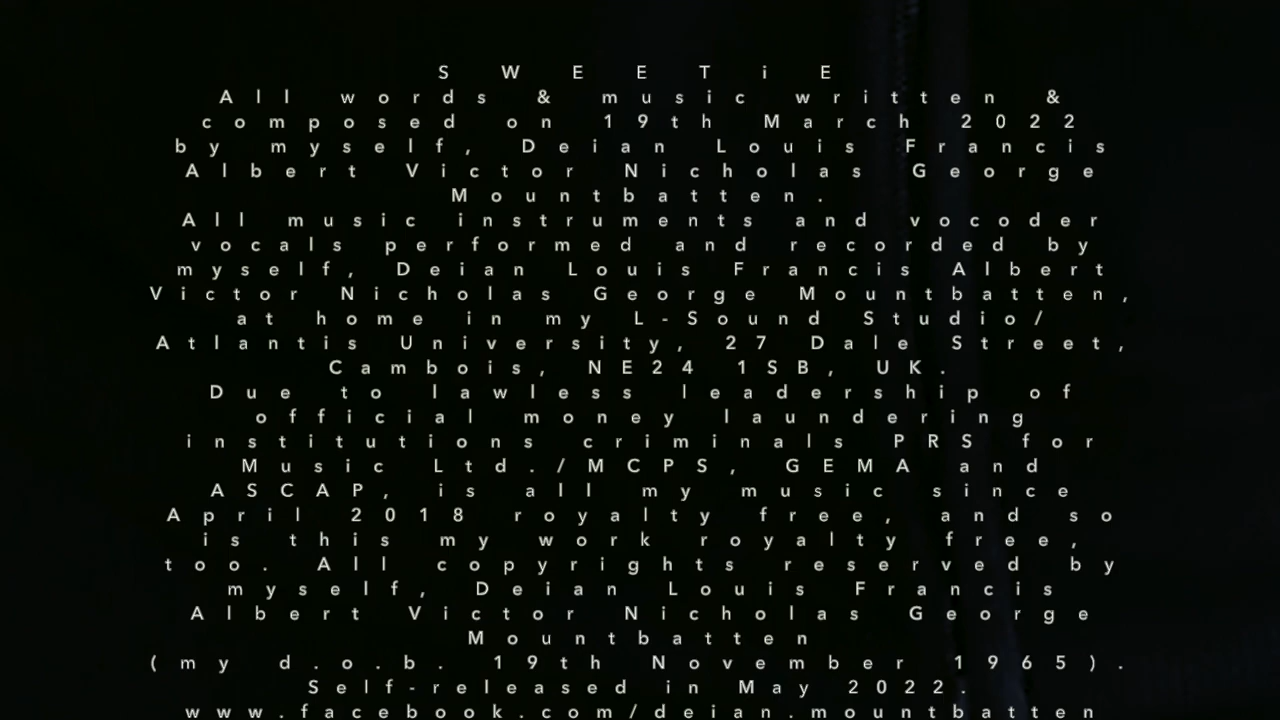 SWEETiE
All words & music written &
composed on 19th March 2022
by myself, Deian Louis Francis
Albert Victor Nicholas George
Mountbatten.
All music instruments and vocoder
vocals performed and recorded by
myself, Deian Louis Francis Albert
Victor Nicholas George Mountbatten,
at home in my L-Sound Studio/
Atlantis University, 27 Dale Street,
Cambois, NE24 1SB, UK.
Due to lawless leadership of
official money laundering
institutions criminals PRS for
Music Ltd./MCPS, GEMA and
ASCAP, is all my music since
April 2018 royalty free, and so
is this my work royalty free,
too. All copyrights reserved by
myself, Deian Louis Francis
Albert Victor Nicholas George
Mountbatten
(my d.o.b. 19th November 1965).
Self-released in May 2022.
www.facebook.com/deian.mountbatten